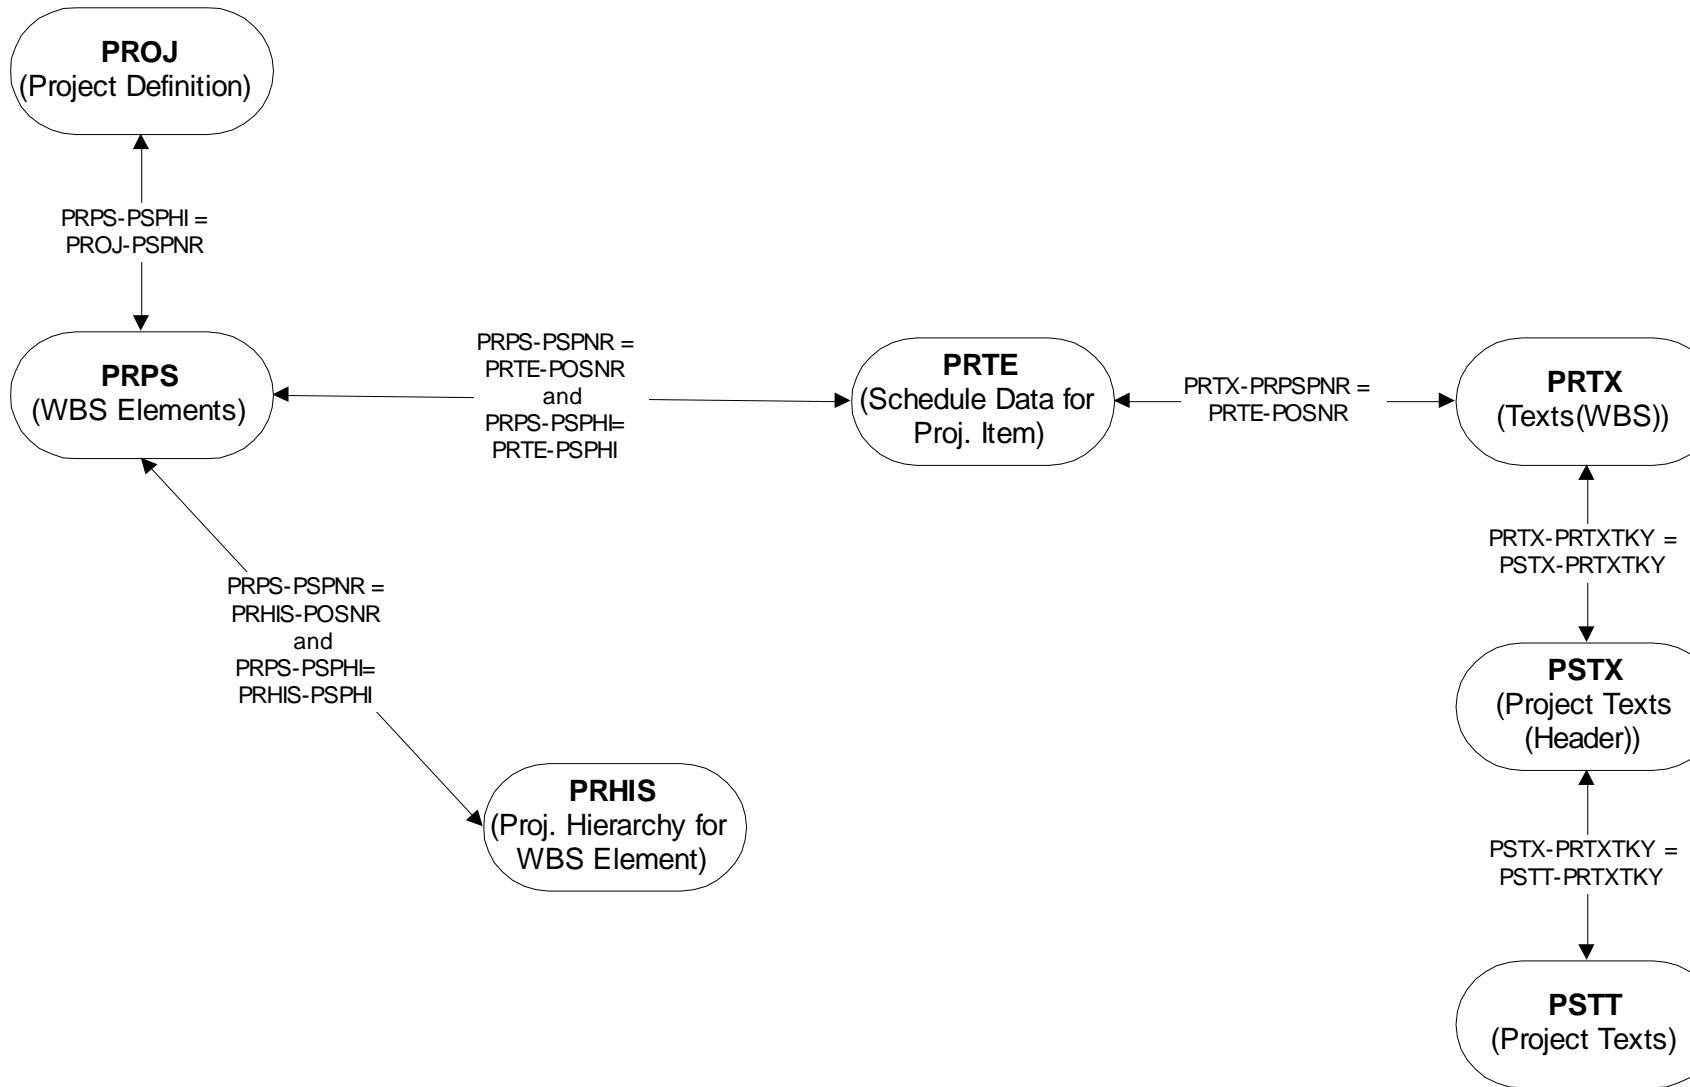 PROJ
(Project Definition)
PRPS-PSPHI =
PROJ-PSPNR
PRPS
(WBS Elements)
PRPS-PSPNR =
PRTE-POSNR
and
PRPS-PSPHI=
PRTE-PSPHI
PRTE
(Schedule Data for
Proj. Item)
PRTX-PRPSPNR =
PRTE-POSNR
PRTX
(Texts(WBS))
PRPS-PSPNR =
PRHIS-POSNR
and
PRPS-PSPHI=
PRHIS-PSPHI
PRHIS
(Proj. Hierarchy for
WBS Element)
PRTX-PRTXTKY =
PSTX-PRTXTKY
PSTX
(Project Texts
(Header))
PSTX-PRTXTKY =
PSTT-PRTXTKY
PSTT
(Project Texts)